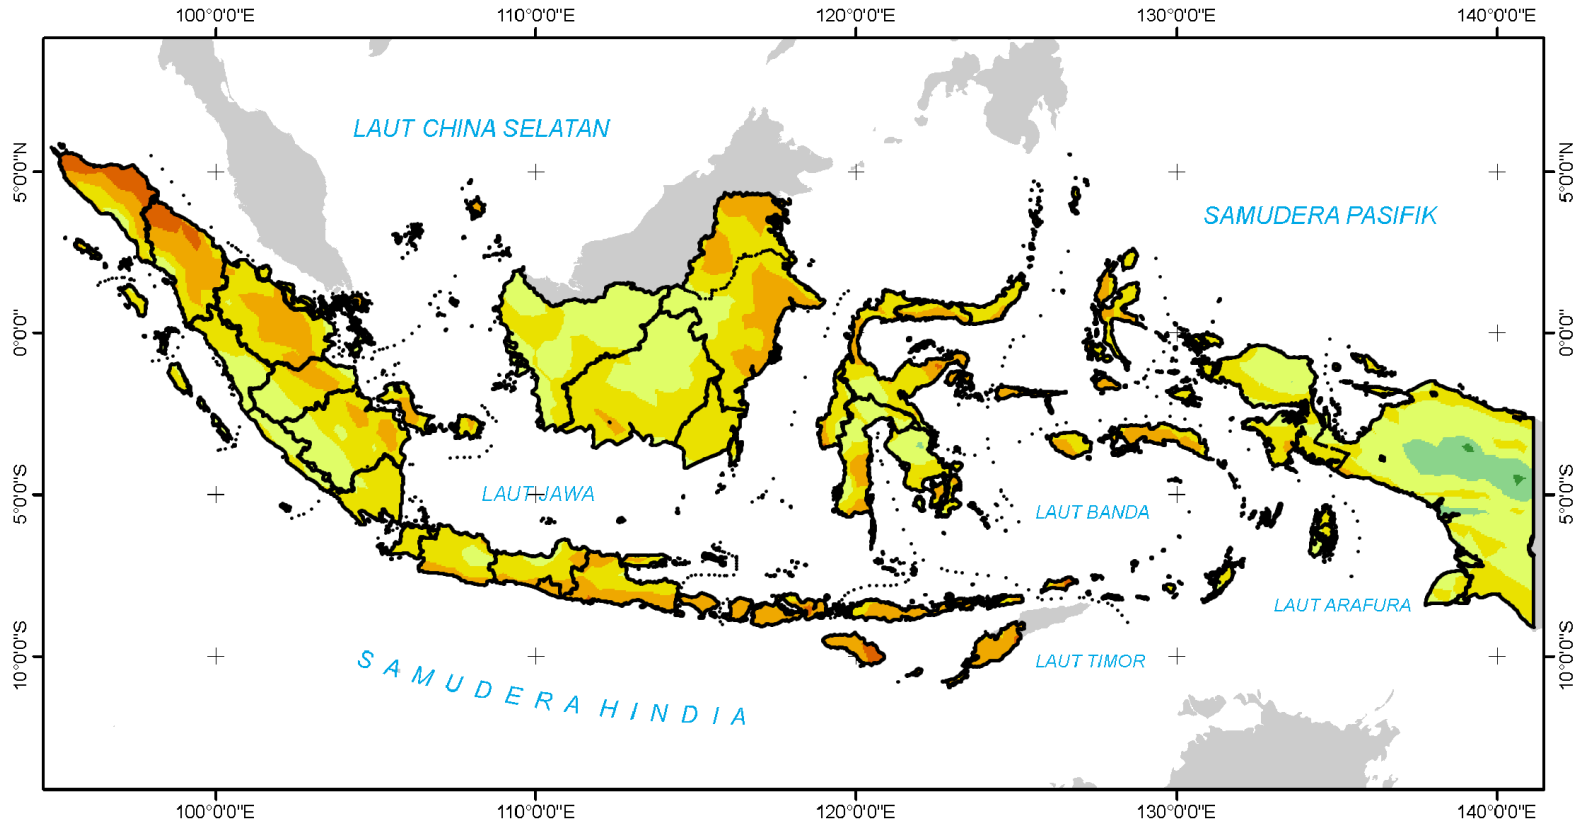 100°0'0"E 110°0'0"E 120°0'0"E 130°0'0"E 140°0'0"E
LAUT CHINA SELATAN
5°0'0"N 5°0'0"N
SAMUDERA PASIFIK
0°0'0" 0°0'0"
LAUT JAWA
5°0'0"S 5°0'0"S
LAUT BANDA
LAUT ARAFURA
10°0'0"S 10°0'0"S
LAUT TIMOR
SAMUDERA HINDIA
100°0'0"E 110°0'0"E 120°0'0"E 130°0'0"E 140°0'0"E